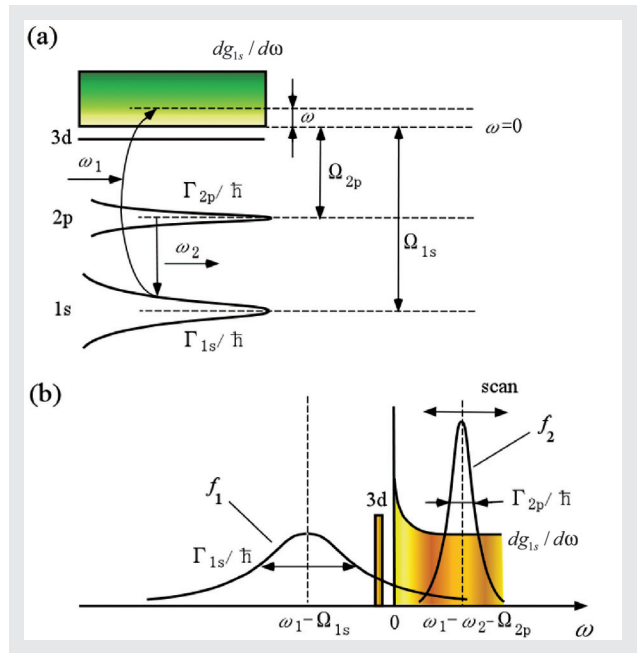 (a)
dg₁ₛ/dω
ω
ω=0
3d
ω₁
Γ₂ₚ/ħ
Ω₂ₚ
2p
ω₂
Ω₁ₛ
1s
Γ₁ₛ/ħ
(b)
scan
f₂
f₁
3d
Γ₂ₚ/ħ
Γ₁ₛ/ħ
dg₁ₛ/dω
ω₁−Ω₁ₛ
0
ω₁−ω₂−Ω₂ₚ
ω